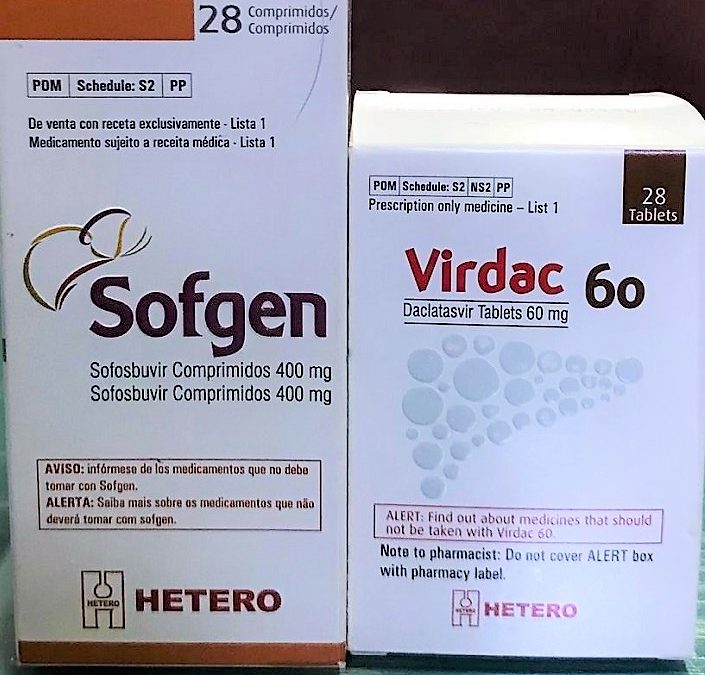 28 Comprimidos/
Comprimidos
POM Schedule: S2 PP
De venta con receta exclusivamente - Lista 1
Medicamento sujeito a receita médica - Lista 1
Sofgen
Sofosbuvir Comprimidos 400 mg
Sofosbuvir Comprimidos 400 mg
AVISO: infórmese de los medicamentos que no debe
tomar con Sofgen.
ALERTA: Saiba mais sobre os medicamentos que não
deverá tomar com sofgen.
HETERO
HETERO
POM Schedule: S2 NS2 PP
Prescription only medicine – List 1
28
Tablets
Virdac 60
Daclatasvir Tablets 60 mg
ALERT: Find out about medicines that should
not be taken with Virdac 60.
Note to pharmacist: Do not cover ALERT box
with pharmacy label.
HETERO
HETERO